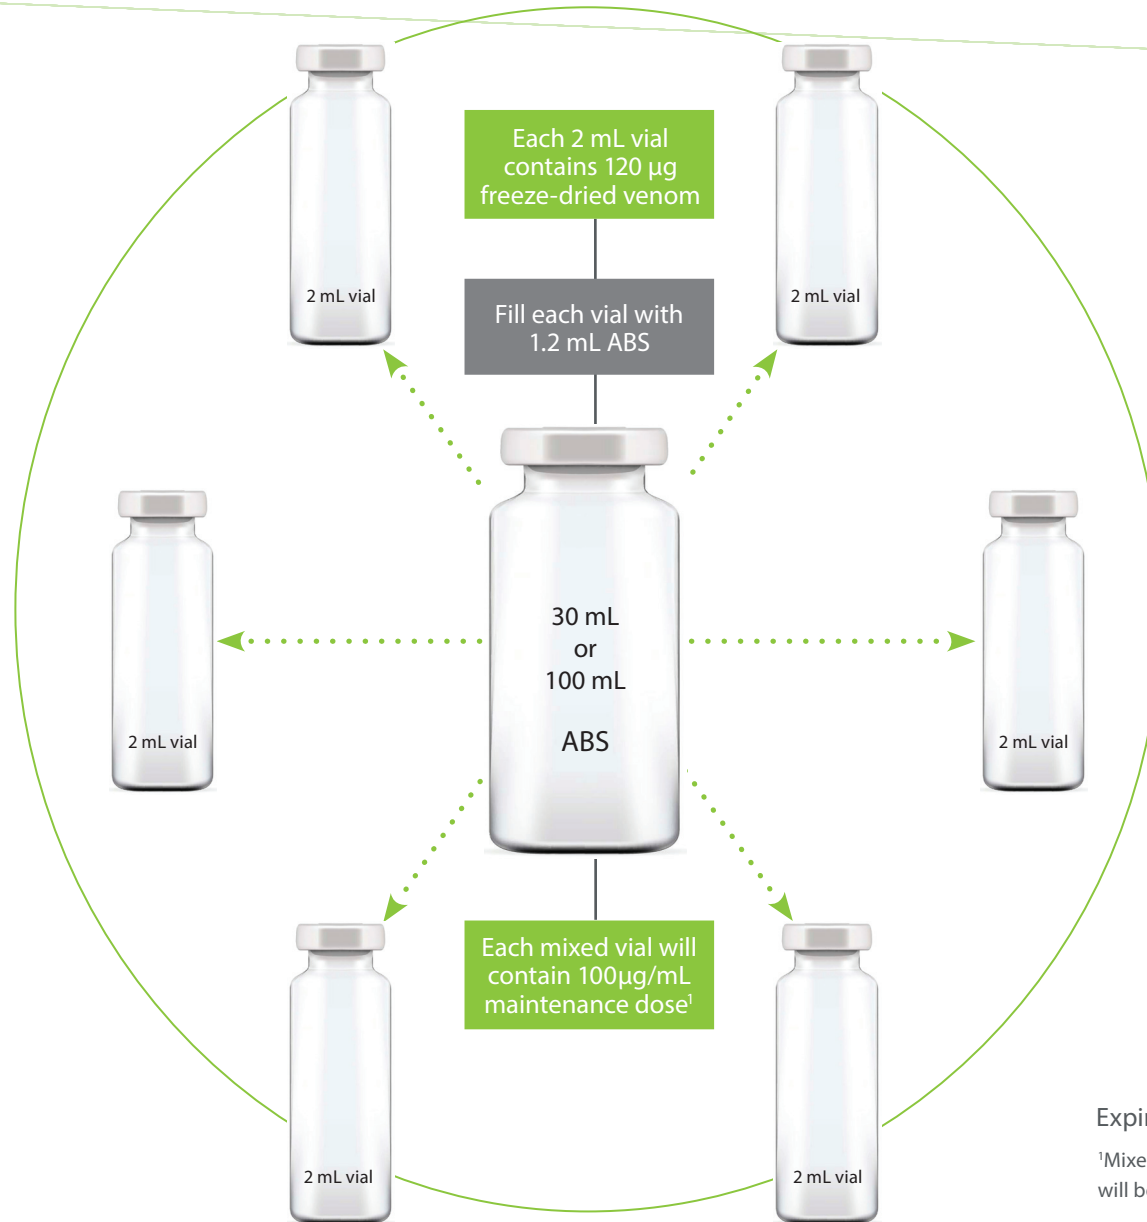 Each 2 mL vial
contains 120 µg
freeze-dried venom
2 mL vial
2 mL vial
Fill each vial with
1.2 mL ABS
30 mL
or
100 mL
ABS
2 mL vial
2 mL vial
Each mixed vial will
contain 100µg/mL
maintenance dose¹
2 mL vial
2 mL vial
¹Mixe
will